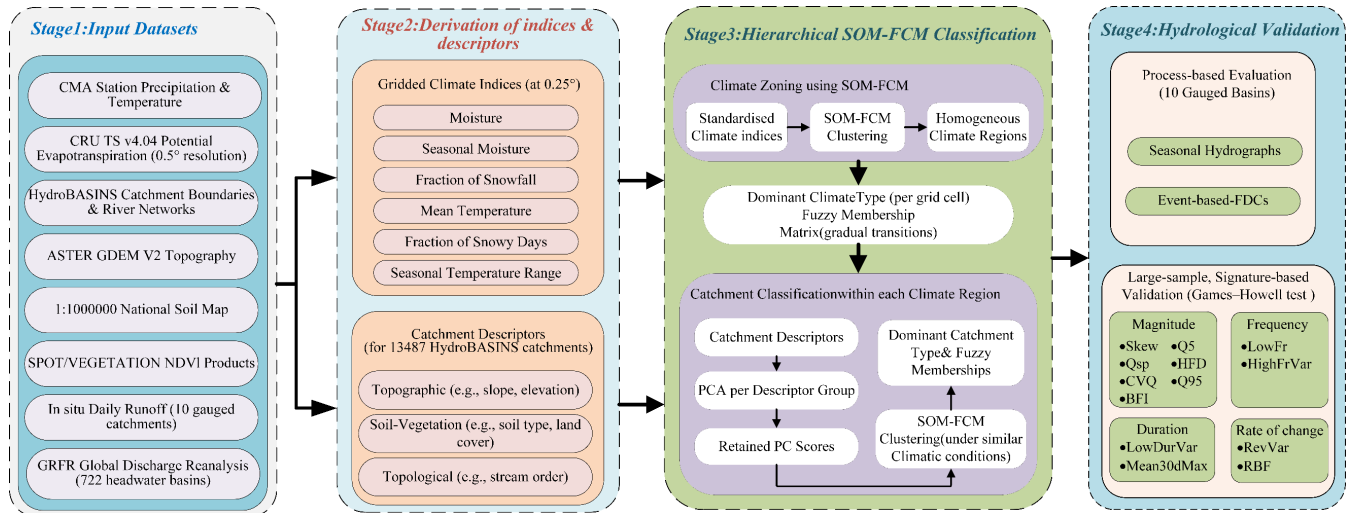 Stage1:Input Datasets
CMA Station Precipitation &
Temperature
CRU TS v4.04 Potential
Evapotranspiration (0.5° resolution)
HydroBASINS Catchment Boundaries
& River Networks
ASTER GDEM V2 Topography
1:1000000 National Soil Map
SPOT/VEGETATION NDVI Products
In situ Daily Runoff (10 gauged
catchments)
GRFR Global Discharge Reanalysis
(722 headwater basins)
Stage2:Derivation of indices &
descriptors
Gridded Climate Indices (at 0.25°)
Moisture
Seasonal Moisture
Fraction of Snowfall
Mean Temperature
Fraction of Snowy Days
Seasonal Temperature Range
Catchment Descriptors
(for 13487 HydroBASINS catchments)
Topographic (e.g., slope, elevation)
Soil-Vegetation (e.g., soil type, land
cover)
Topological (e.g., stream order)
Stage3:Hierarchical SOM-FCM Classification
Climate Zoning using SOM-FCM
Standardised
Climate indices
SOM-FCM
Clustering
Homogeneous
Climate Regions
Dominant ClimateType (per grid cell)
Fuzzy Membership
Matrix(gradual transitions)
Catchment Classificationwithin each Climate Region
Catchment Descriptors
PCA per Descriptor Group
Retained PC Scores
Dominant Catchment
Type& Fuzzy
Memberships
SOM-FCM
Clustering(under similar
Climatic conditions)
Stage4:Hydrological Validation
Process-based Evaluation
(10 Gauged Basins)
Seasonal Hydrographs
Event-based-FDCs
Large-sample, Signature-based
Validation (Games–Howell test )
Magnitude
●Skew ●Q5
●Qsp ●HFD
●CVQ ●Q95
●BFI
Frequency
●LowFr
●HighFrVar
Duration
●LowDurVar
●Mean30dMax
Rate of change
●RevVar
●RBF